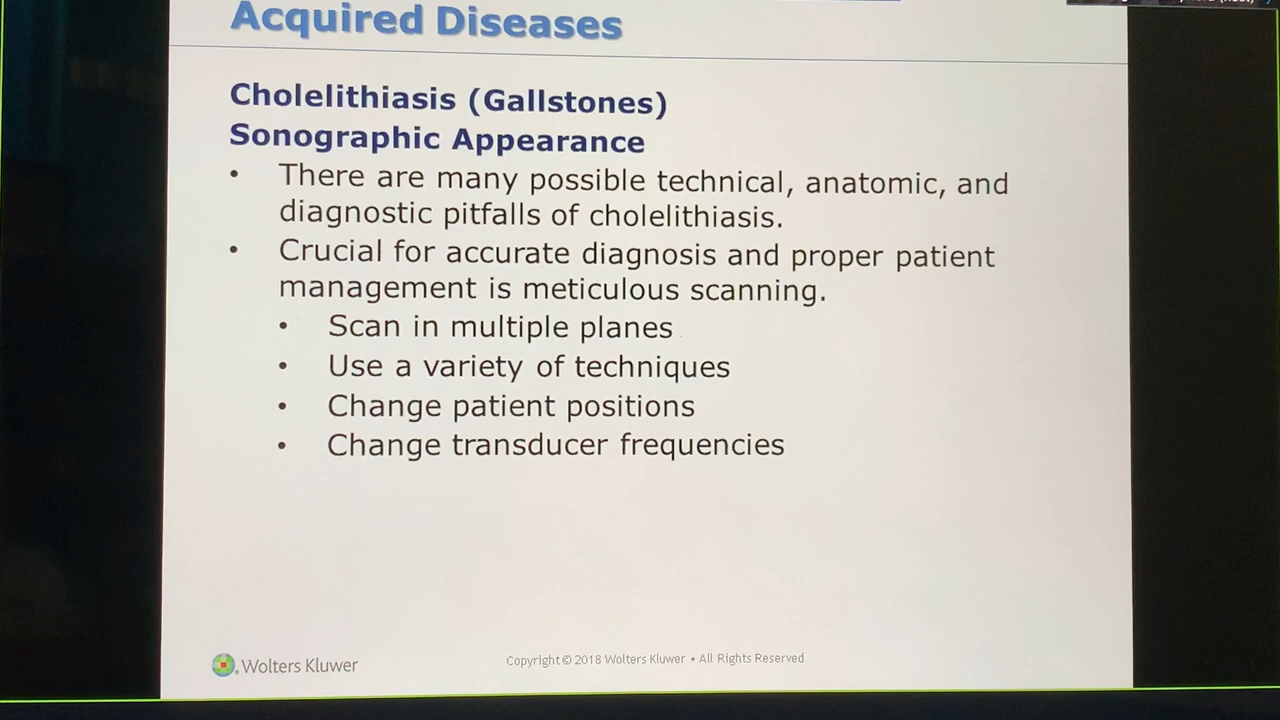 Acquired Diseases
Cholelithiasis (Gallstones)
Sonographic Appearance
• There are many possible technical, anatomic, and
diagnostic pitfalls of cholelithiasis.
• Crucial for accurate diagnosis and proper patient
management is meticulous scanning.
• Scan in multiple planes
• Use a variety of techniques
• Change patient positions
• Change transducer frequencies
Wolters Kluwer
Copyright © 2018 Wolters Kluwer • All Rights Reserved